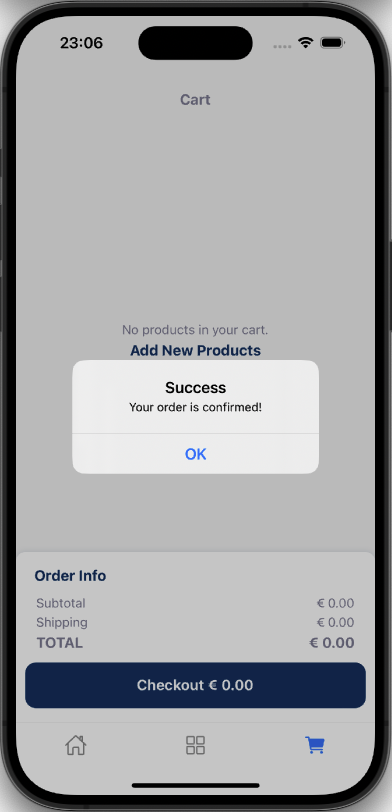 23:06
Cart
No products in your cart.
Add New Products
Success
Your order is confirmed!
OK
Order Info
Subtotal € 0.00
Shipping € 0.00
TOTAL € 0.00
Checkout € 0.00